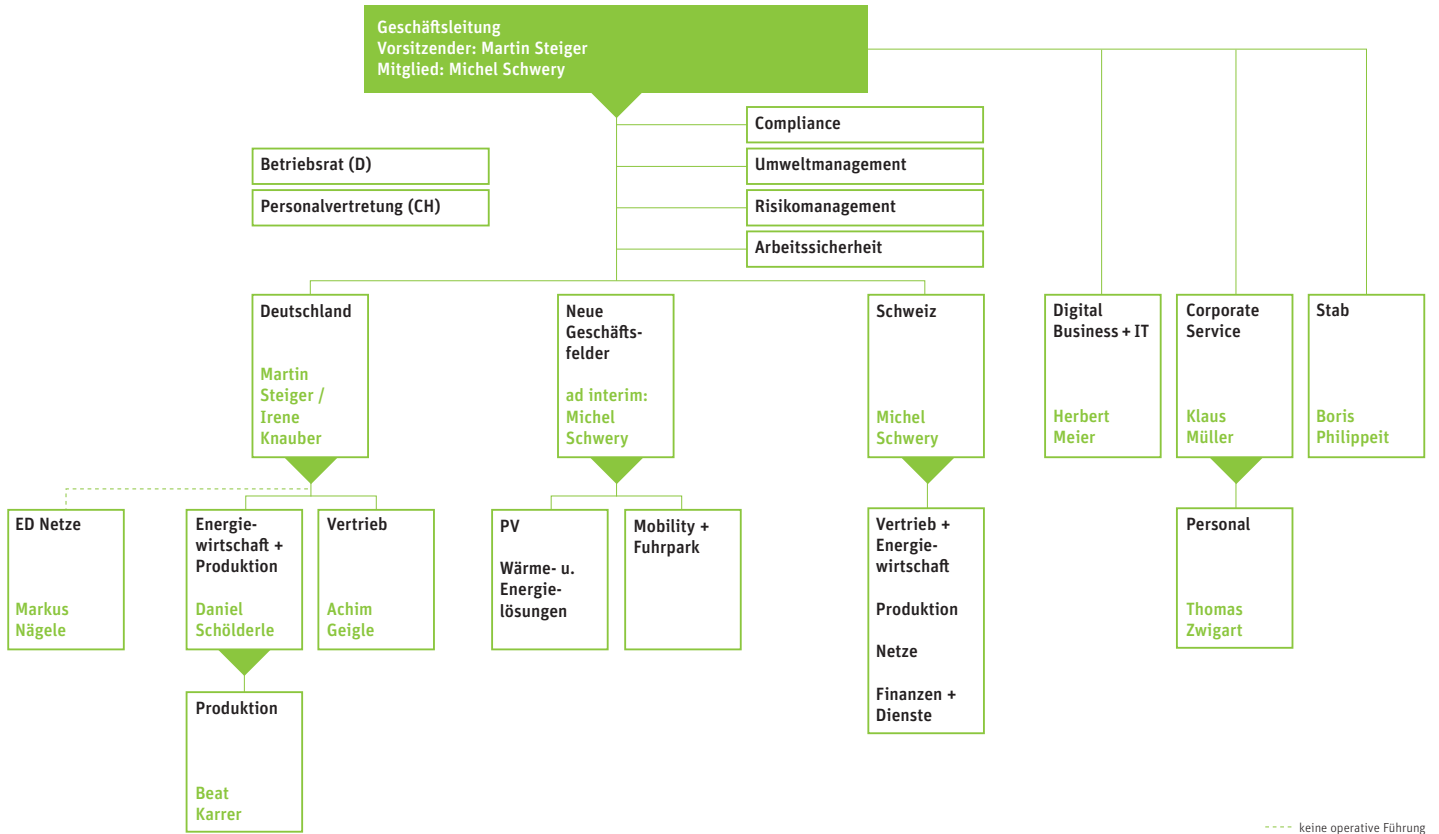 Geschäftsleitung
Vorsitzender: Martin Steiger
Mitglied: Michel Schwery
Compliance
Betriebsrat (D)
Umweltmanagement
Personalvertretung (CH)
Risikomanagement
Arbeitssicherheit
Deutschland
Martin
Steiger /
Irene
Knauber
Neue
Geschäfts-
felder
ad interim:
Michel
Schwery
Schweiz
Michel
Schwery
Digital
Business + IT
Herbert
Meier
Corporate
Service
Klaus
Müller
Stab
Boris
Philippeit
ED Netze
Markus
Nägele
Energie-
wirtschaft +
Produktion
Daniel
Schölderle
Vertrieb
Achim
Geigle
PV
Wärme- u.
Energie-
lösungen
Mobility +
Fuhrpark
Vertrieb +
Energie-
wirtschaft
Produktion
Netze
Finanzen +
Dienste
Personal
Thomas
Zwigart
Produktion
Beat
Karrer
keine operative Führung